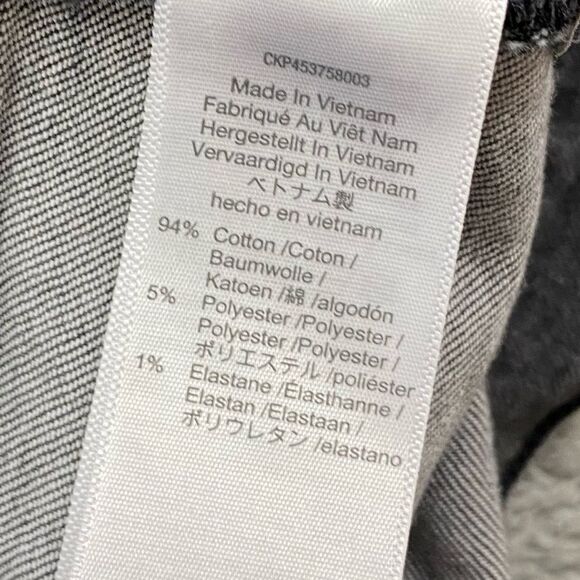 CKP453758003
Made In Vietnam
Fabriqué Au Viêt Nam
Hergestellt In Vietnam
Vervaardigd In Vietnam
ベトナム製
hecho en vietnam
94% Cotton /Coton /
Baumwolle /
Katoen /綿 /algodón
5% Polyester /Polyester /
Polyester /Polyester /
ポリエステル /poliéster
1% Elastane /Élasthanne /
Elastan /Elastaan /
ポリウレタン /elastano